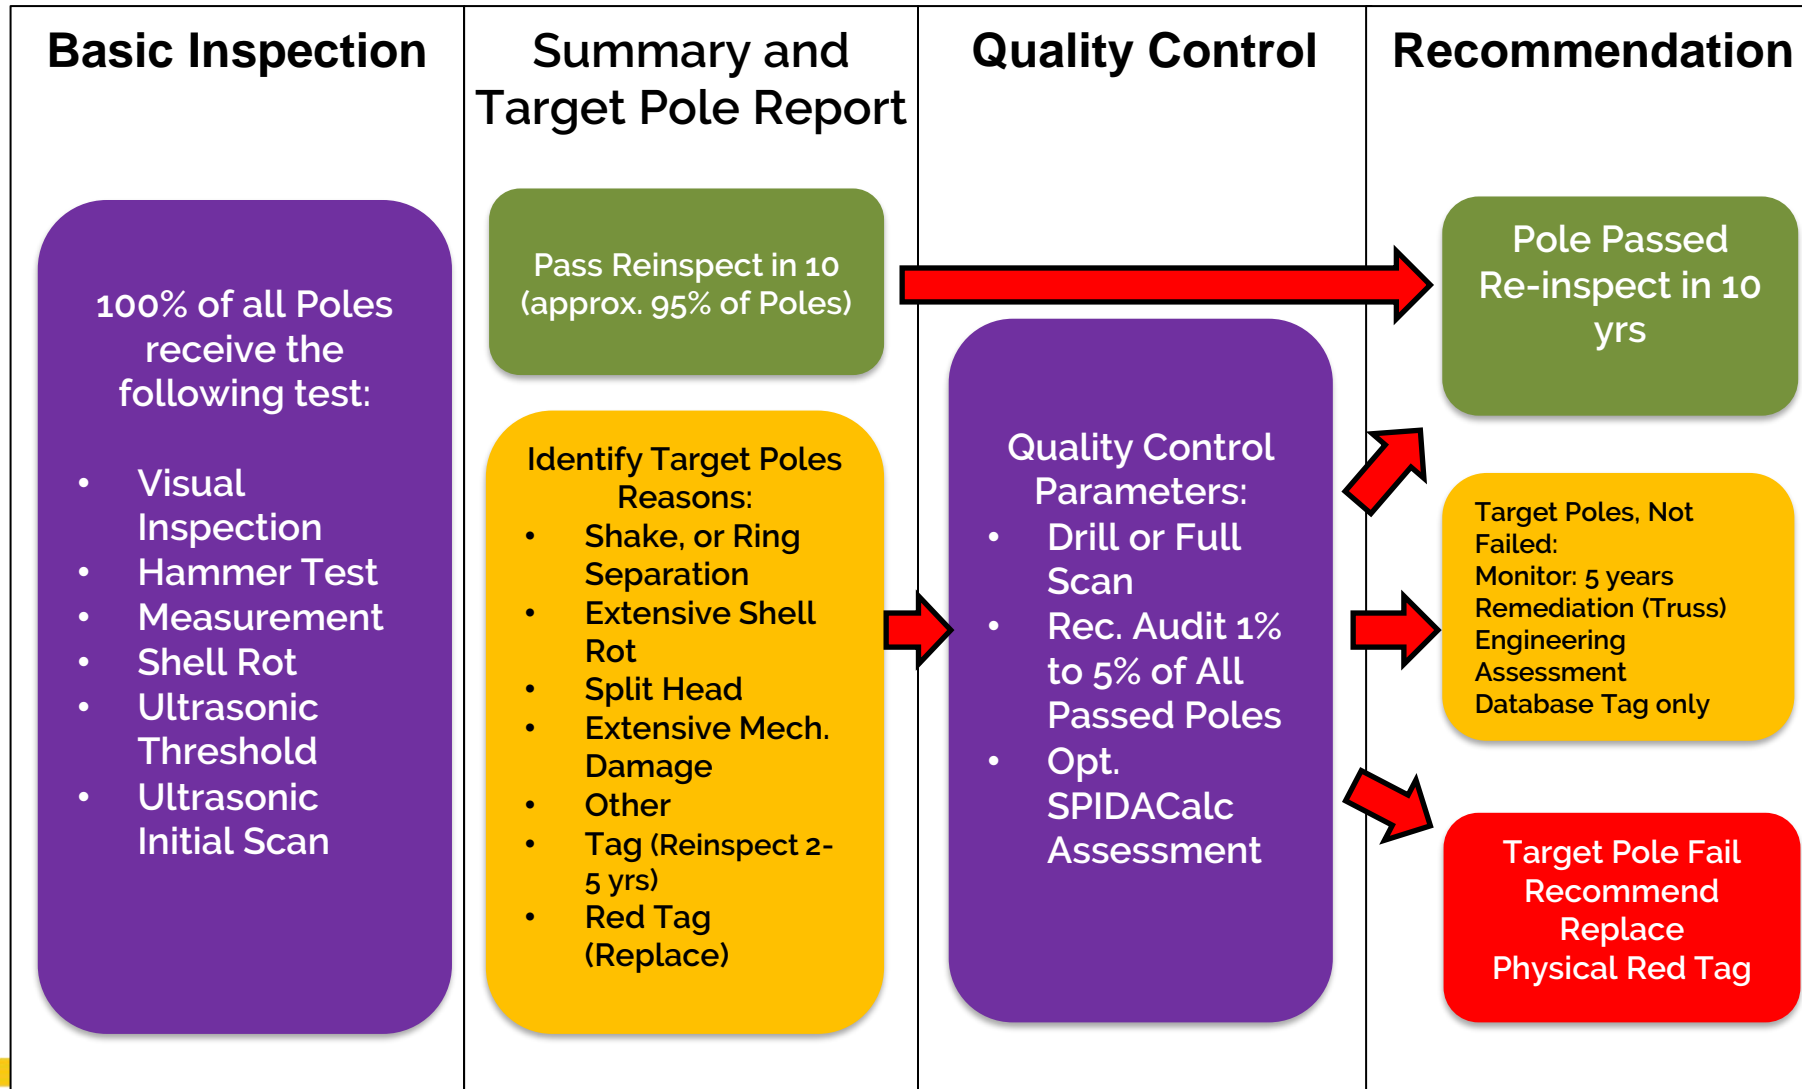 Basic Inspection
100% of all Poles
receive the
following test:
• Visual
Inspection
• Hammer Test
• Measurement
• Shell Rot
• Ultrasonic
Threshold
• Ultrasonic
Initial Scan
Summary and
Target Pole Report
Pass Reinspect in 10
(approx. 95% of Poles)
Identify Target Poles
Reasons:
• Shake, or Ring
Separation
• Extensive Shell
Rot
• Split Head
• Extensive Mech.
Damage
• Other
• Tag (Reinspect 2-
5 yrs)
• Red Tag
(Replace)
Quality Control
Quality Control
Parameters:
• Drill or Full
Scan
• Rec. Audit 1%
to 5% of All
Passed Poles
• Opt.
SPIDACalc
Assessment
Recommendation
Pole Passed
Re-inspect in 10
yrs
Target Poles, Not
Failed:
Monitor: 5 years
Remediation (Truss)
Engineering
Assessment
Database Tag only
Target Pole Fail
Recommend
Replace
Physical Red Tag